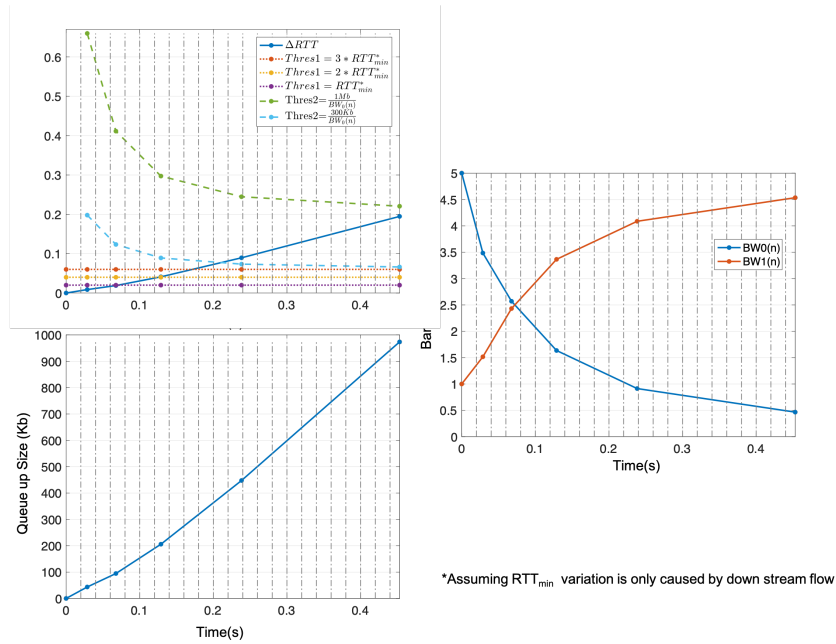 0.6
0.5
0.4
0.3
0.2
0.1
0
0 0.1 0.2 0.3 0.4
ΔRTT
Thres1 = 3 * RTT*min
Thres1 = 2 * RTT*min
Thres1 = RTT*min
Thres2=1Mb/BW0(n)
Thres2=300Kb/BW0(n)
5
4.5
4
3.5
3
2.5
2
1.5
1
0.5
0
0 0.1 0.2 0.3 0.4
Time(s)
Bar
BW0(n)
BW1(n)
1000
900
800
700
600
500
400
300
200
100
0
0 0.1 0.2 0.3 0.4
Queue up Size (Kb)
Time(s)
*Assuming RTTmin variation is only caused by down stream flow